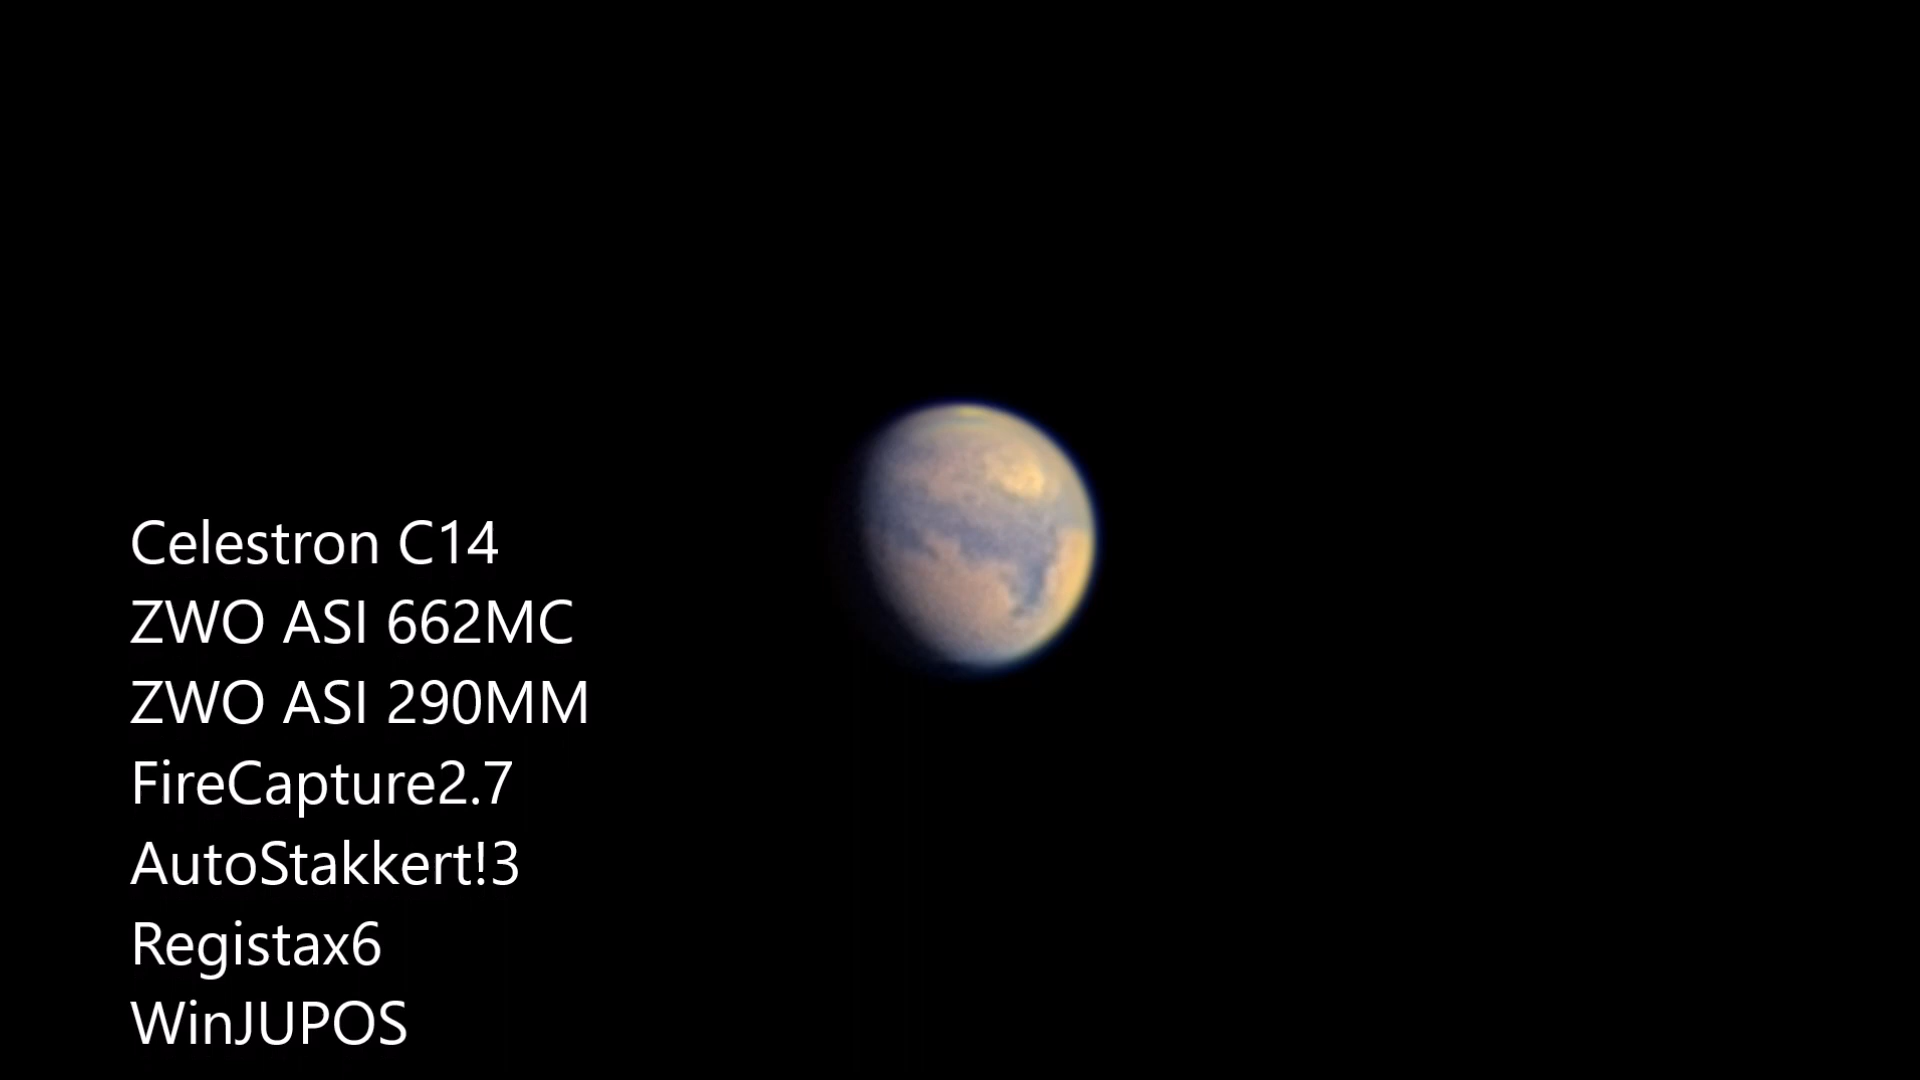 Celestron C14
ZWO ASI 662MC
ZWO ASI 290MM
FireCapture2.7
AutoStakkert!3
Registax6
WinJUPOS